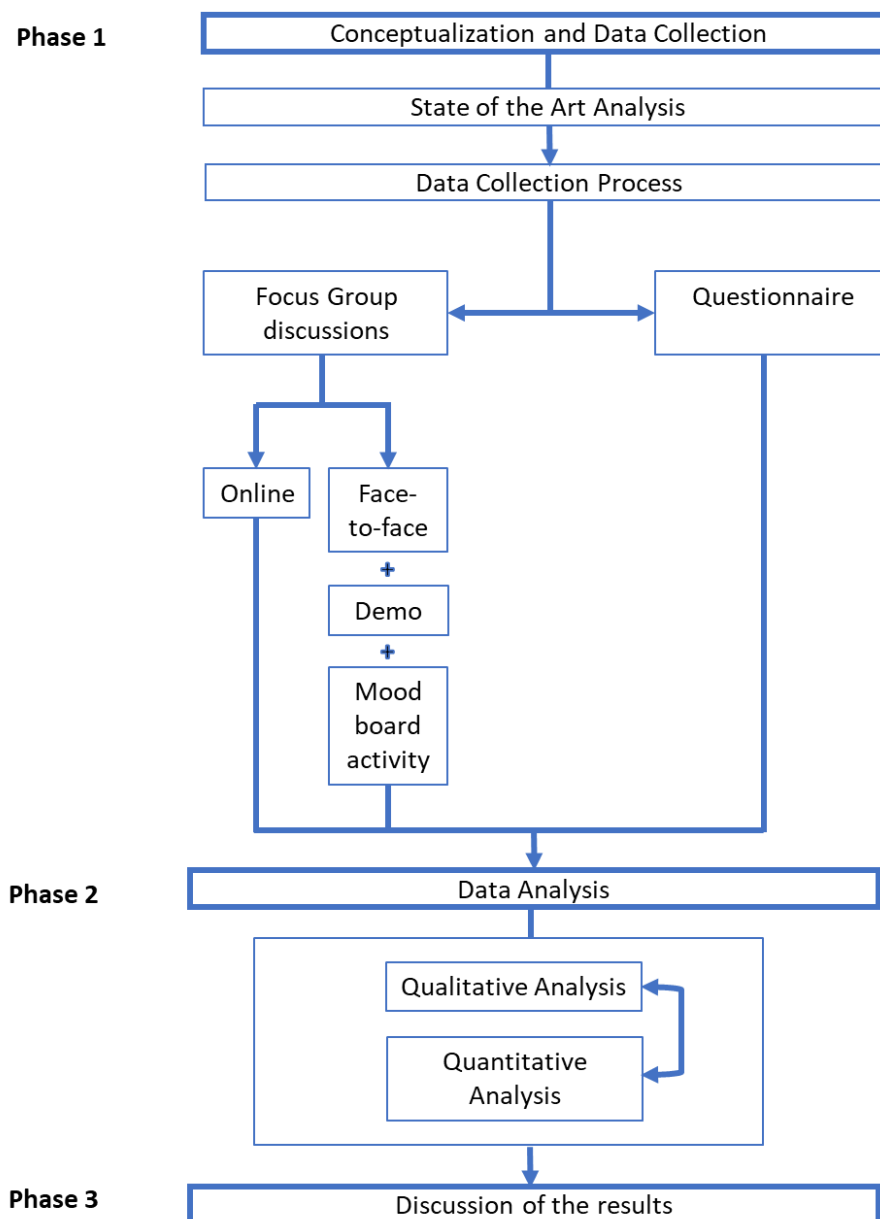 Phase 1
Conceptualization and Data Collection
State of the Art Analysis
Data Collection Process
Focus Group
discussions
Questionnaire
Online
Face-
to-face
+
Demo
+
Mood
board
activity
Phase 2
Data Analysis
Qualitative Analysis
Quantitative
Analysis
Phase 3
Discussion of the results